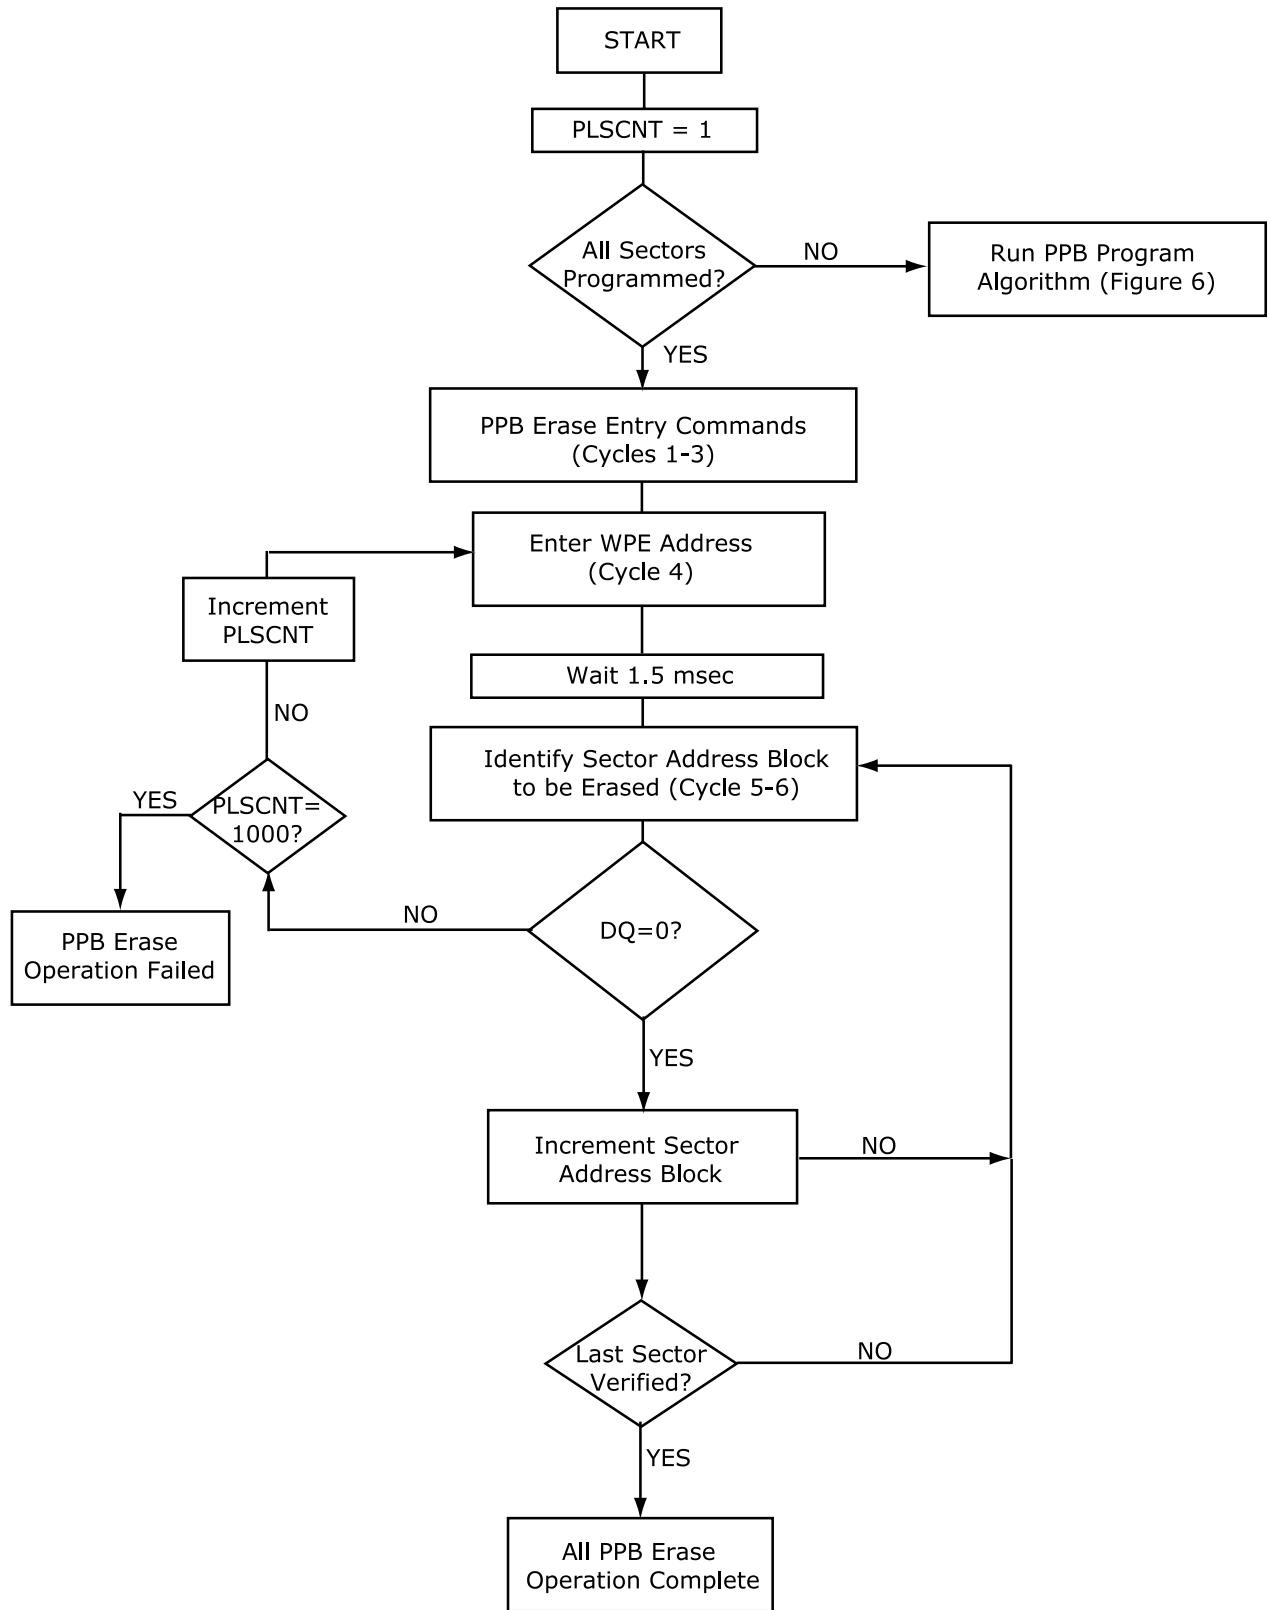 START
PLSCNT = 1
All Sectors
Programmed?
NO
Run PPB Program
Algorithm (Figure 6)
YES
PPB Erase Entry Commands
(Cycles 1-3)
Enter WPE Address
(Cycle 4)
Increment
PLSCNT
Wait 1.5 msec
NO
Identify Sector Address Block
to be Erased (Cycle 5-6)
YES
PLSCNT=
1000?
NO
DQ=0?
PPB Erase
Operation Failed
YES
Increment Sector
Address Block
NO
Last Sector
Verified?
NO
YES
All PPB Erase
Operation Complete